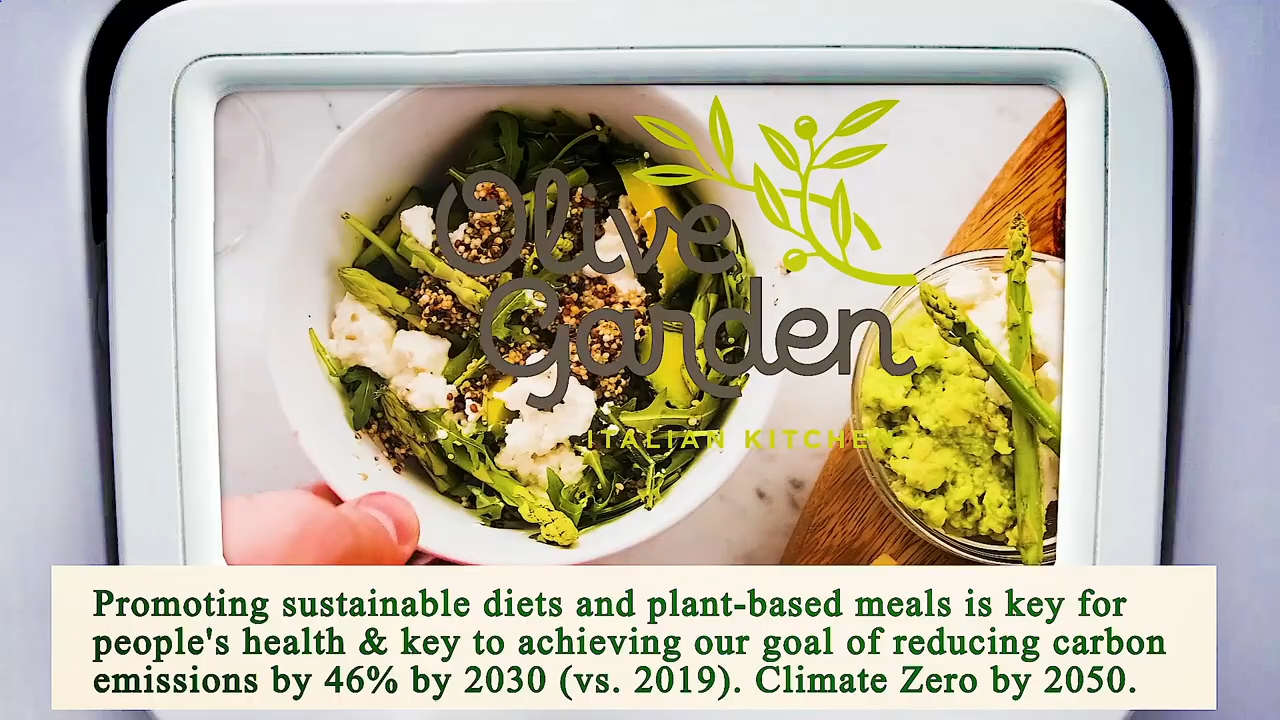 Olive
Garden
ITALIAN KITCHEN
Promoting sustainable diets and plant-based meals is key for
people's health & key to achieving our goal of reducing carbon
emissions by 46% by 2030 (vs. 2019). Climate Zero by 2050.